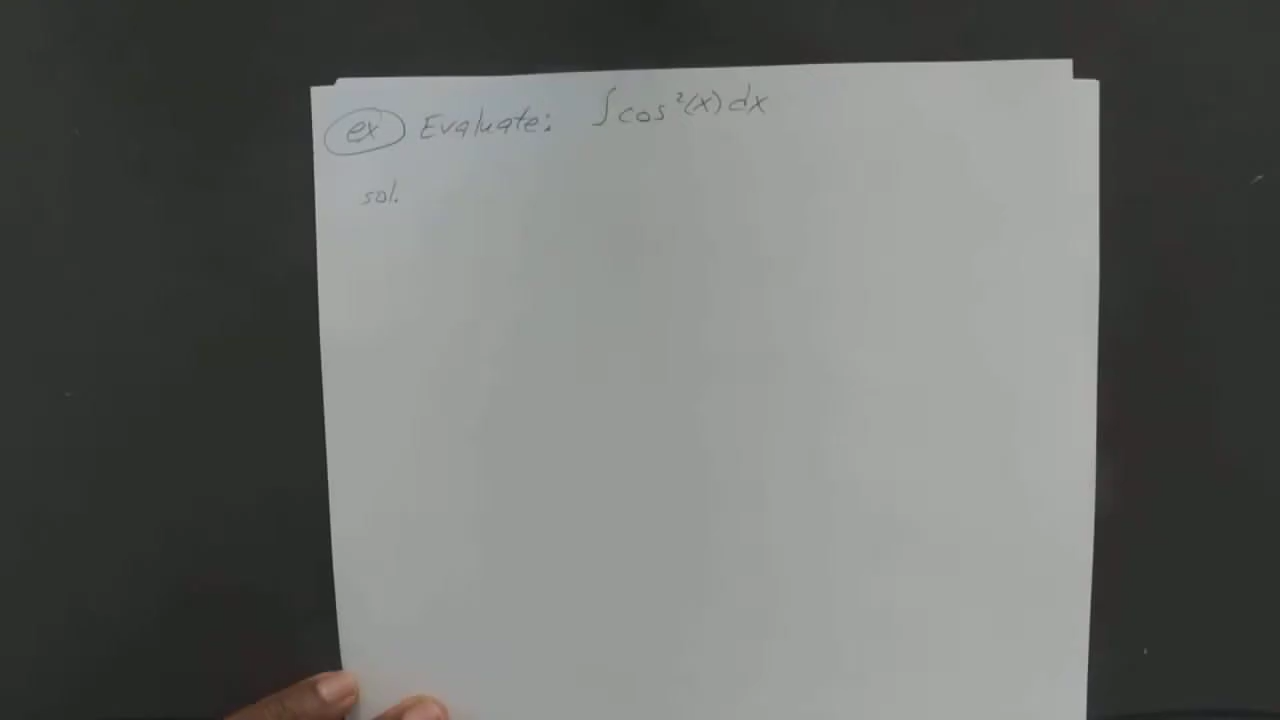 ex Evaluate: ∫cos²(x)dx
sol.